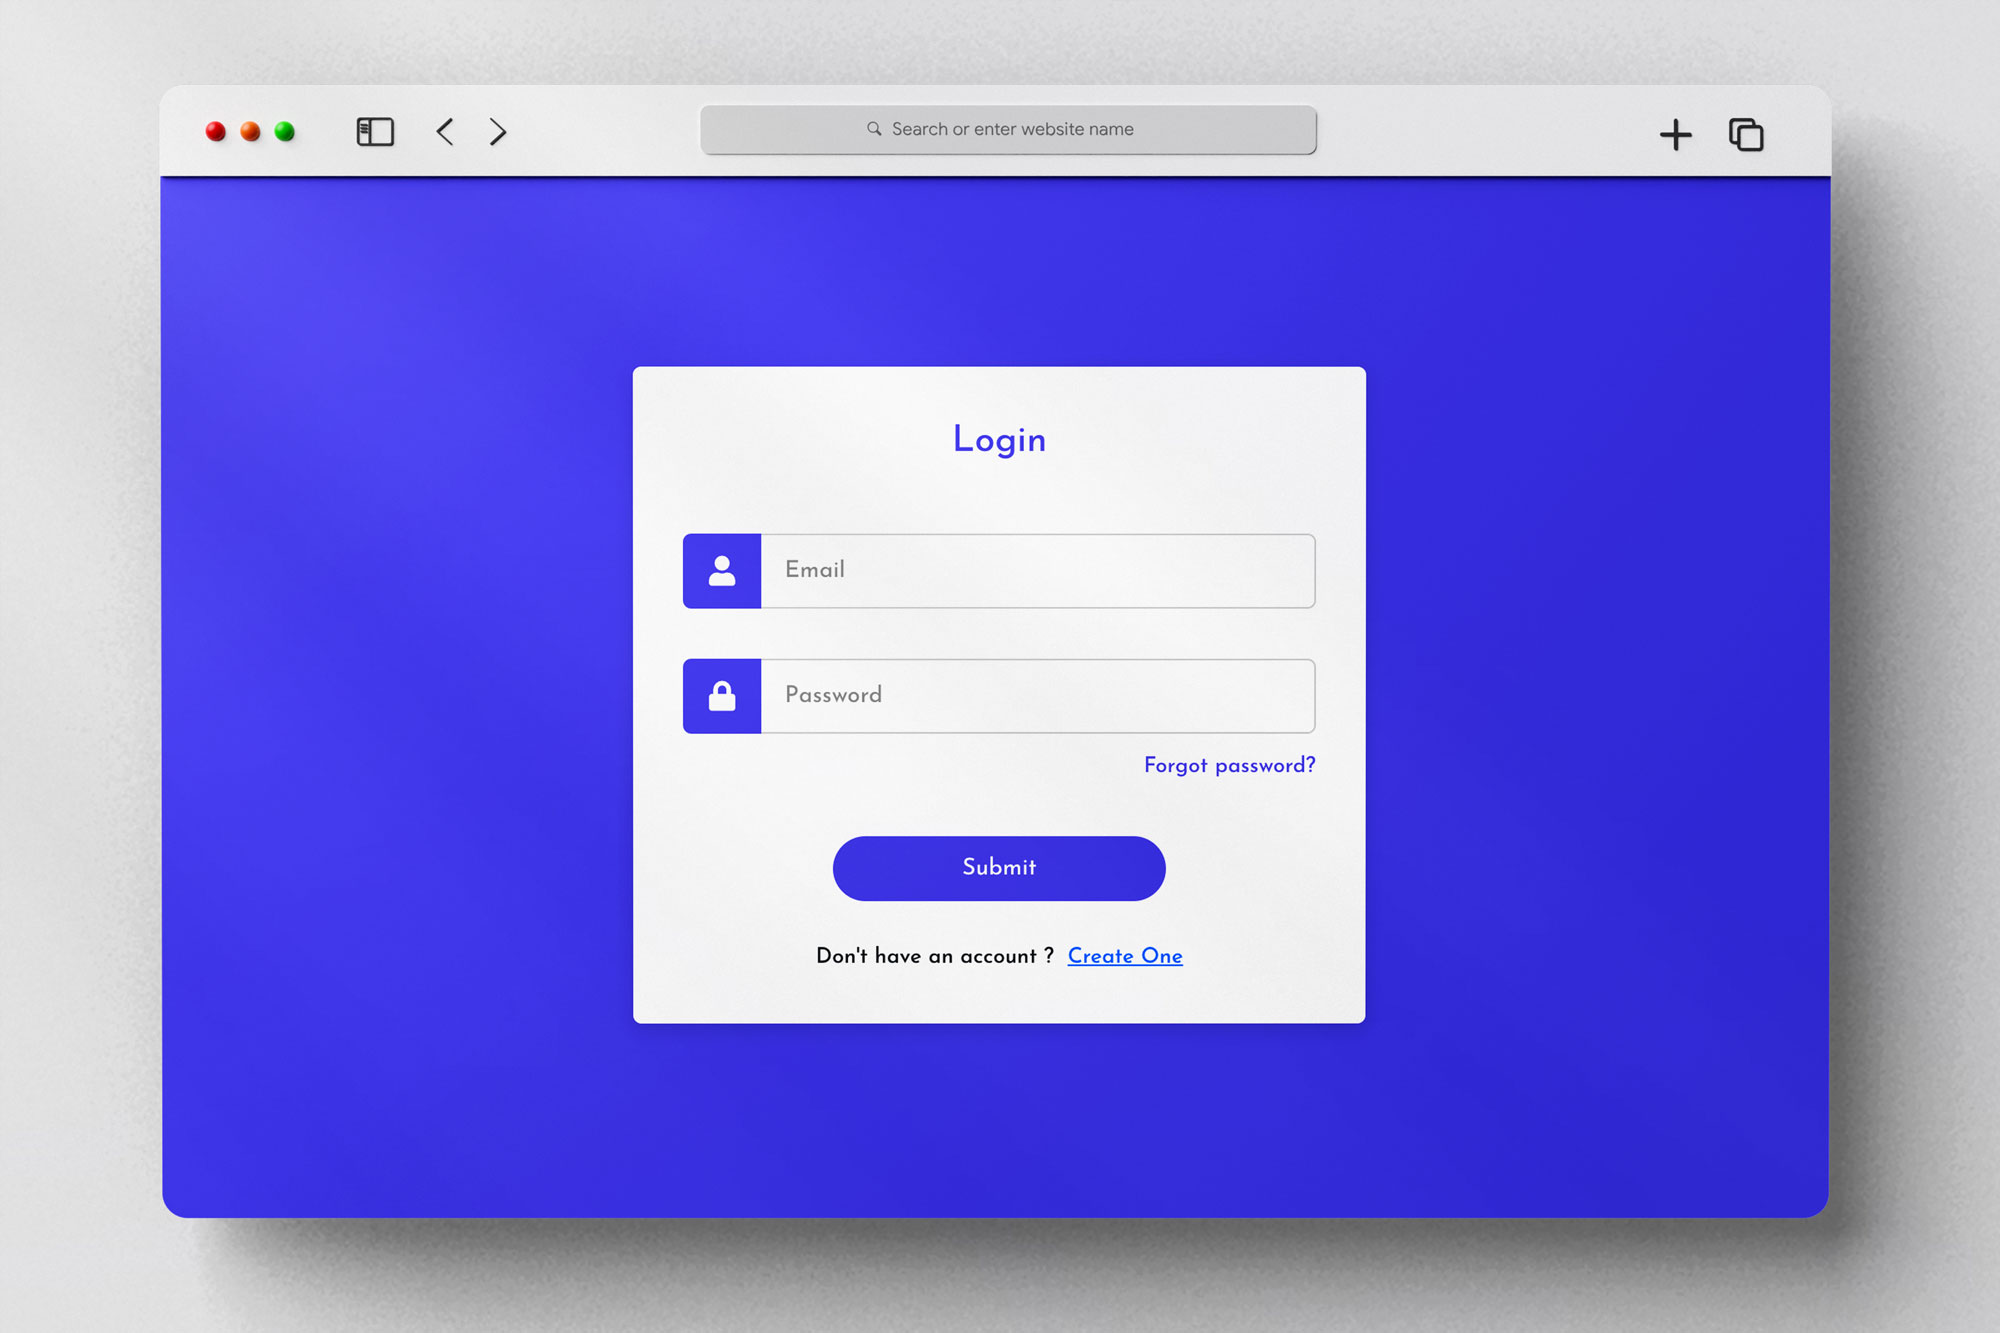 Search or enter website name
Login
Email
Password
Forgot password?
Submit
Don't have an account ? Create One